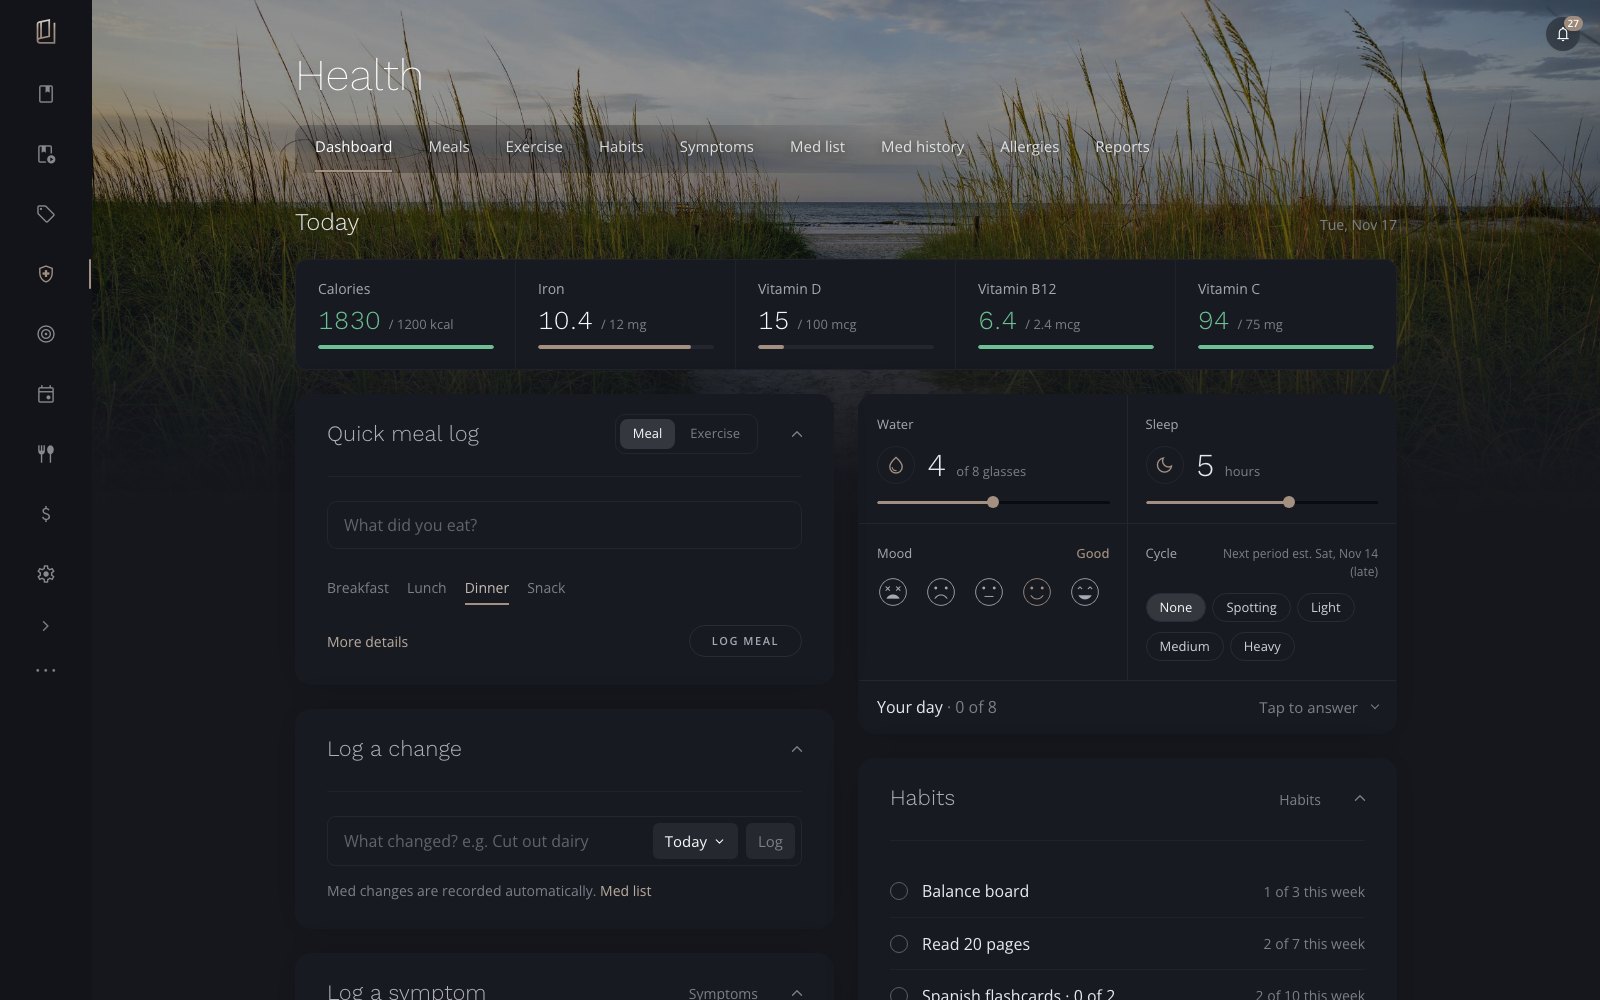 27
Health
Dashboard Meals Exercise Habits Symptoms Med list Med history Allergies Reports
Today
Tue, Nov 17
Calories
1830 / 1200 kcal
Iron
10.4 / 12 mg
Vitamin D
15 / 100 mcg
Vitamin B12
6.4 / 2.4 mcg
Vitamin C
94 / 75 mg
Quick meal log
Meal Exercise
What did you eat?
Breakfast Lunch Dinner Snack
More details
LOG MEAL
Water
4 of 8 glasses
Sleep
5 hours
Mood
Good
Cycle
Next period est. Sat, Nov 14
(late)
None Spotting Light
Medium Heavy
Your day · 0 of 8
Tap to answer
Log a change
What changed? e.g. Cut out dairy
Today
Log
Med changes are recorded automatically. Med list
Habits
Habits
Balance board
1 of 3 this week
Read 20 pages
2 of 7 this week
Spanish flashcards · 0 of 2
2 of 10 this week
Log a symptom
Symptoms